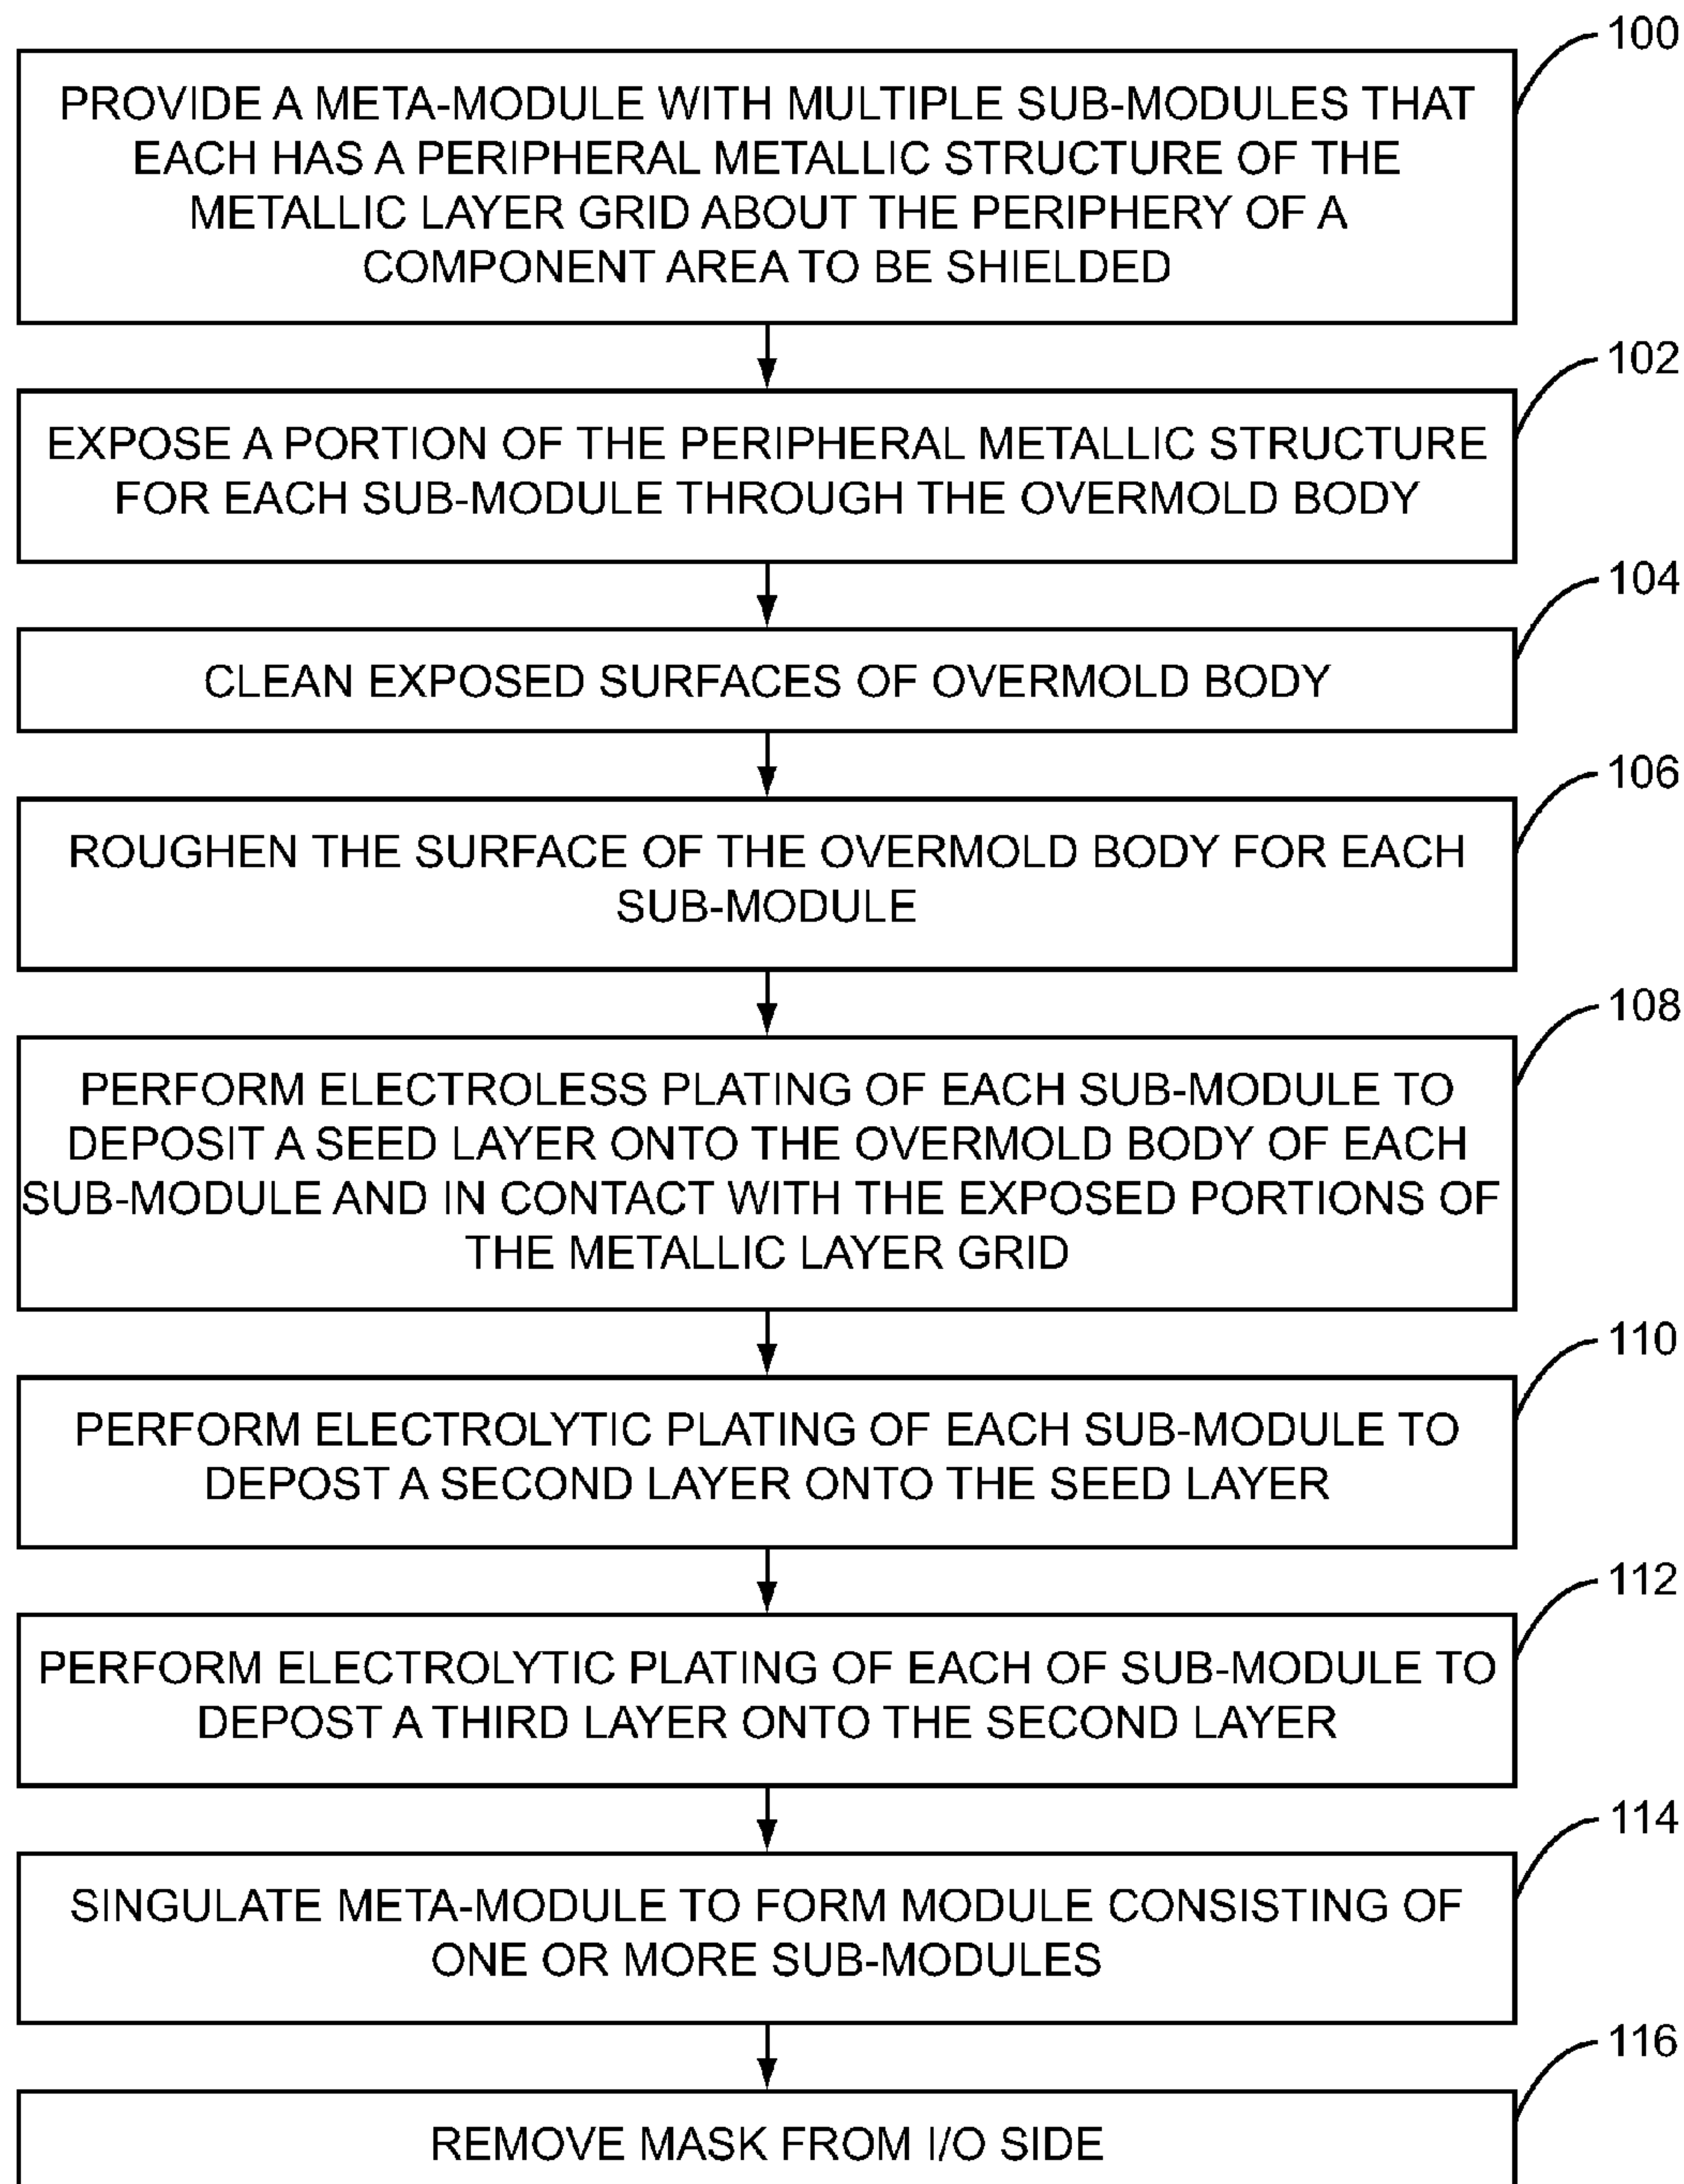 100
PROVIDE A META-MODULE WITH MULTIPLE SUB-MODULES THAT
EACH HAS A PERIPHERAL METALLIC STRUCTURE OF THE
METALLIC LAYER GRID ABOUT THE PERIPHERY OF A
COMPONENT AREA TO BE SHIELDED
102
EXPOSE A PORTION OF THE PERIPHERAL METALLIC STRUCTURE
FOR EACH SUB-MODULE THROUGH THE OVERMOLD BODY
104
CLEAN EXPOSED SURFACES OF OVERMOLD BODY
106
ROUGHEN THE SURFACE OF THE OVERMOLD BODY FOR EACH
SUB-MODULE
108
PERFORM ELECTROLESS PLATING OF EACH SUB-MODULE TO
DEPOSIT A SEED LAYER ONTO THE OVERMOLD BODY OF EACH
SUB-MODULE AND IN CONTACT WITH THE EXPOSED PORTIONS OF
THE METALLIC LAYER GRID
110
PERFORM ELECTROLYTIC PLATING OF EACH SUB-MODULE TO
DEPOST A SECOND LAYER ONTO THE SEED LAYER
112
PERFORM ELECTROLYTIC PLATING OF EACH OF SUB-MODULE TO
DEPOST A THIRD LAYER ONTO THE SECOND LAYER
114
SINGULATE META-MODULE TO FORM MODULE CONSISTING OF
ONE OR MORE SUB-MODULES
116
REMOVE MASK FROM I/O SIDE